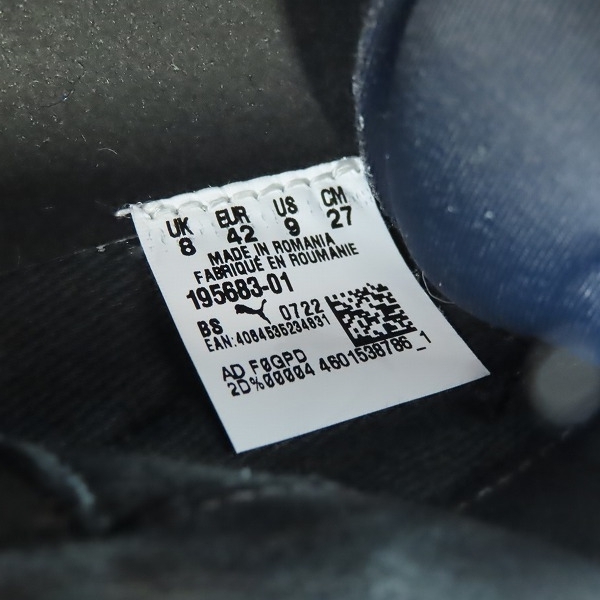 UK EUR US CM
8 42 9 27
MADE IN ROMANIA
FABRIQUÉ EN ROUMANIE
195683-01
BS 0722
EAN:4064535234831
AD FØGPD
2D%00004 4601538786_1